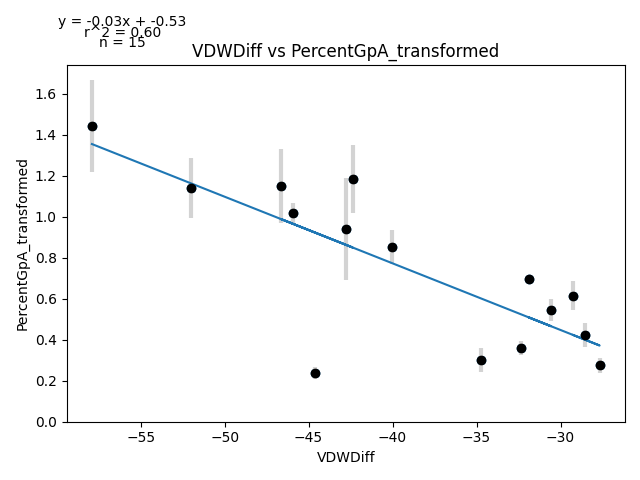 y = -0.03x + -0.53
r^2 = 0.60
n = 15
VDWDiff vs PercentGpA_transformed
PercentGpA_transformed
1.6
1.4
1.2
1.0
0.8
0.6
0.4
0.2
0.0
−55
−50
−45
−40
−35
−30
VDWDiff